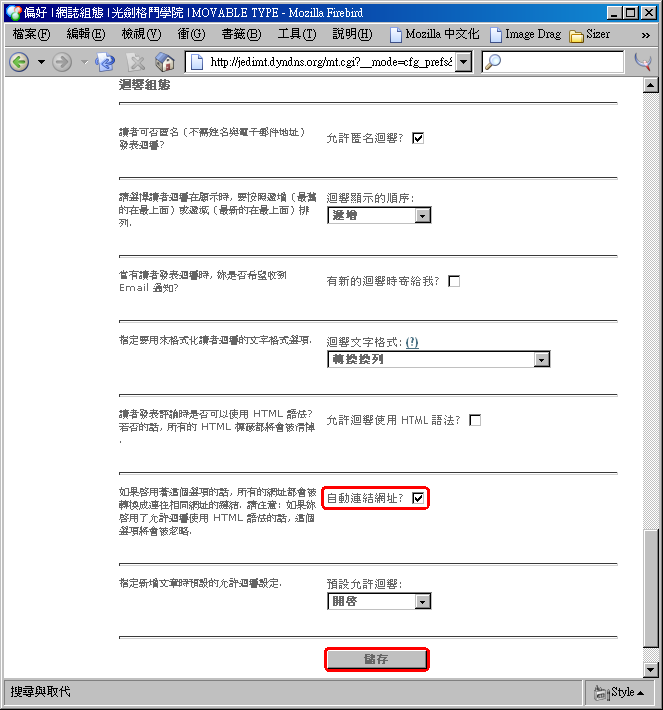 偏好 | 網誌組態 | 光劍格鬥學院 | MOVABLE TYPE - Mozilla Firebird
檔案(F) 編輯(E) 檢視(V) 衝(G) 書籤(B) 工具(T) 說明(H) Mozilla 中文化 Image Drag Sizer »
http://jedimt.dyndns.org/mt.cgi?__mode=cfg_prefs&
迴響組態
讀者可否匿名（不需姓名與電子郵件地址）
發表迴響?
允許匿名迴響?
請選擇讀者迴響在顯示時, 要按照遞增（最舊
的在最上面）或遞減（最新的在最上面）排
列.
迴響顯示的順序:
遞增
當有讀者發表迴響時, 妳是否希望收到
Email 通知?
有新的迴響時寄給我?
指定要用來格式化讀者迴響的文字格式選項.
迴響文字格式: (?)
轉換換列
讀者發表評論時是否可以使用 HTML 語法?
若否的話, 所有的 HTML 標籤都將會被清掉
.
允許迴響使用 HTML 語法?
如果啓用著這個選項的話, 所有的網址都會被
轉換成連往相同網址的鏈結. 請注意: 如果妳
啓用了允許迴響使用 HTML 語法的話, 這個
選項將會被忽略.
自動連結網址?
指定新增文章時預設的允許迴響設定.
預設允許迴響:
開啓
儲存
搜尋與取代
Style